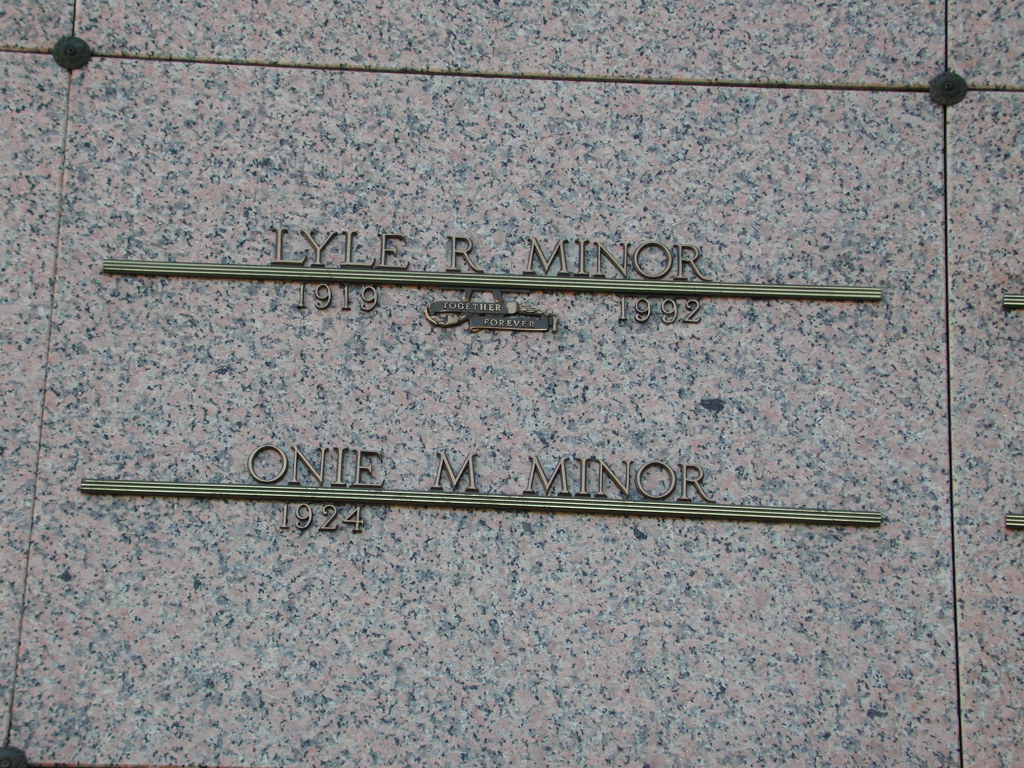 LYLE R MINOR
1919 1992
TOGETHER
FOREVER
ONIE M MINOR
1924